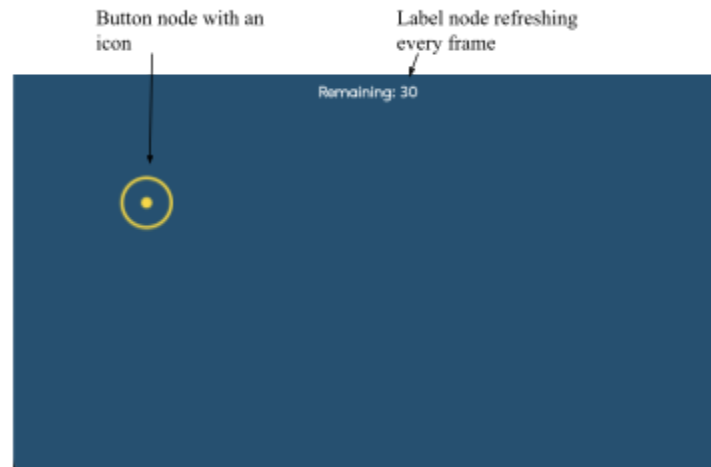 Button node with an
icon
Label node refreshing
every frame
Remaining: 30